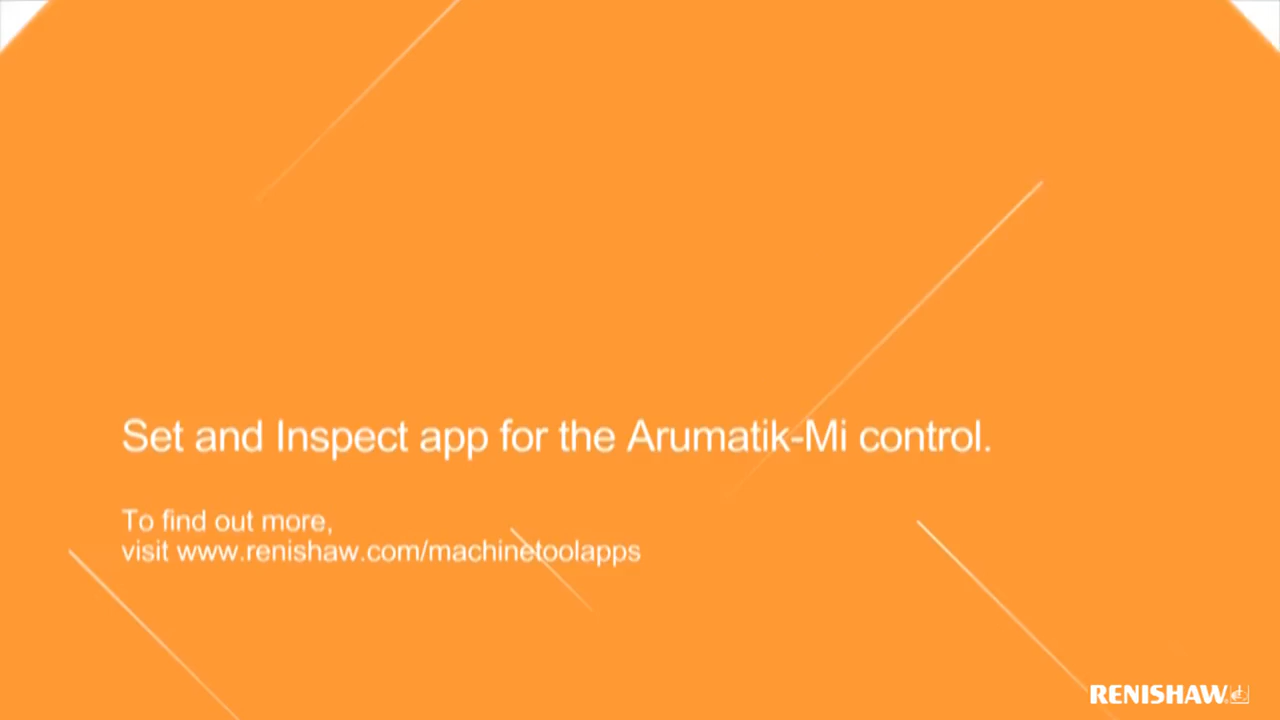 Set and Inspect app for the Arumatik-Mi control.
To find out more,
visit www.renishaw.com/machinetoolapps
RENISHAW